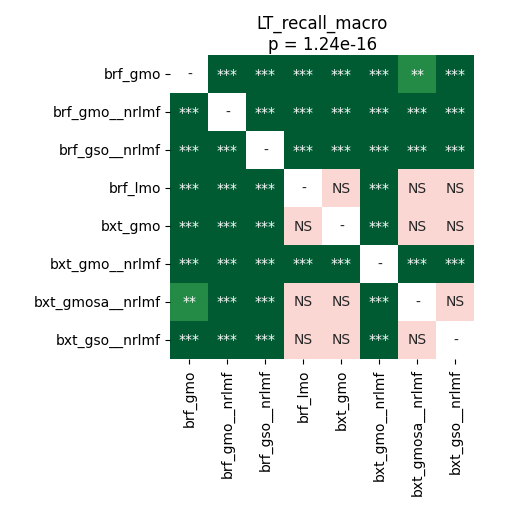 LT_recall_macro
p = 1.24e-16
brf_gmo - *** *** *** *** *** ** ***
brf_gmo__nrlmf *** - *** *** *** *** *** ***
brf_gso__nrlmf *** *** - *** *** *** *** ***
brf_lmo *** *** *** - NS *** NS NS
bxt_gmo *** *** *** NS - *** NS NS
bxt_gmo__nrlmf *** *** *** *** *** - *** ***
bxt_gmosa__nrlmf ** *** *** NS NS *** - NS
bxt_gso__nrlmf *** *** *** NS NS *** NS -
brf_gmo
brf_gmo__nrlmf
brf_gso__nrlmf
brf_lmo
bxt_gmo
bxt_gmo__nrlmf
bxt_gmosa__nrlmf
bxt_gso__nrlmf